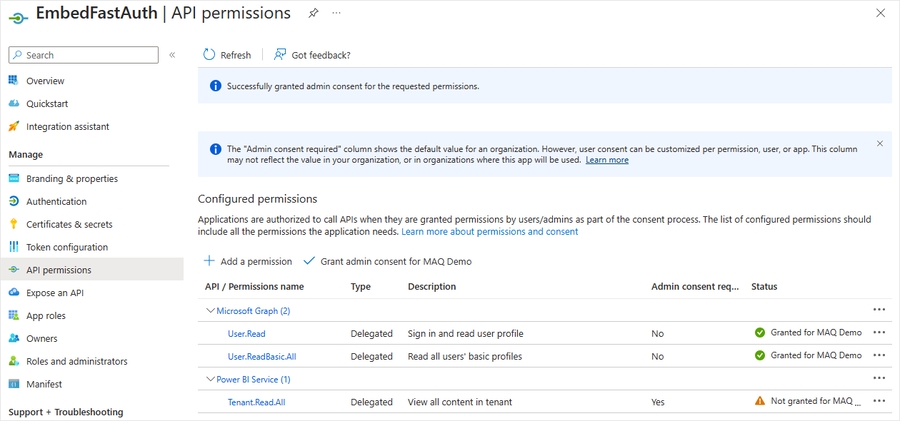 EmbedFastAuth | API permissions
Search
Refresh
Got feedback?
Overview
Quickstart
Integration assistant
Manage
Branding & properties
Authentication
Certificates & secrets
Token configuration
API permissions
Expose an API
App roles
Owners
Roles and administrators
Manifest
Support + Troubleshooting
Successfully granted admin consent for the requested permissions.
The "Admin consent required" column shows the default value for an organization. However, user consent can be customized per permission, user, or app. This column
may not reflect the value in your organization, or in organizations where this app will be used. Learn more
Configured permissions
Applications are authorized to call APIs when they are granted permissions by users/admins as part of the consent process. The list of configured permissions should
include all the permissions the application needs. Learn more about permissions and consent
Add a permission
Grant admin consent for MAQ Demo
API / Permissions name Type Description Admin consent req... Status
Microsoft Graph (2)
User.Read Delegated Sign in and read user profile No Granted for MAQ Demo
User.ReadBasic.All Delegated Read all users' basic profiles No Granted for MAQ Demo
Power BI Service (1)
Tenant.Read.All Delegated View all content in tenant Yes Not granted for MAQ ...